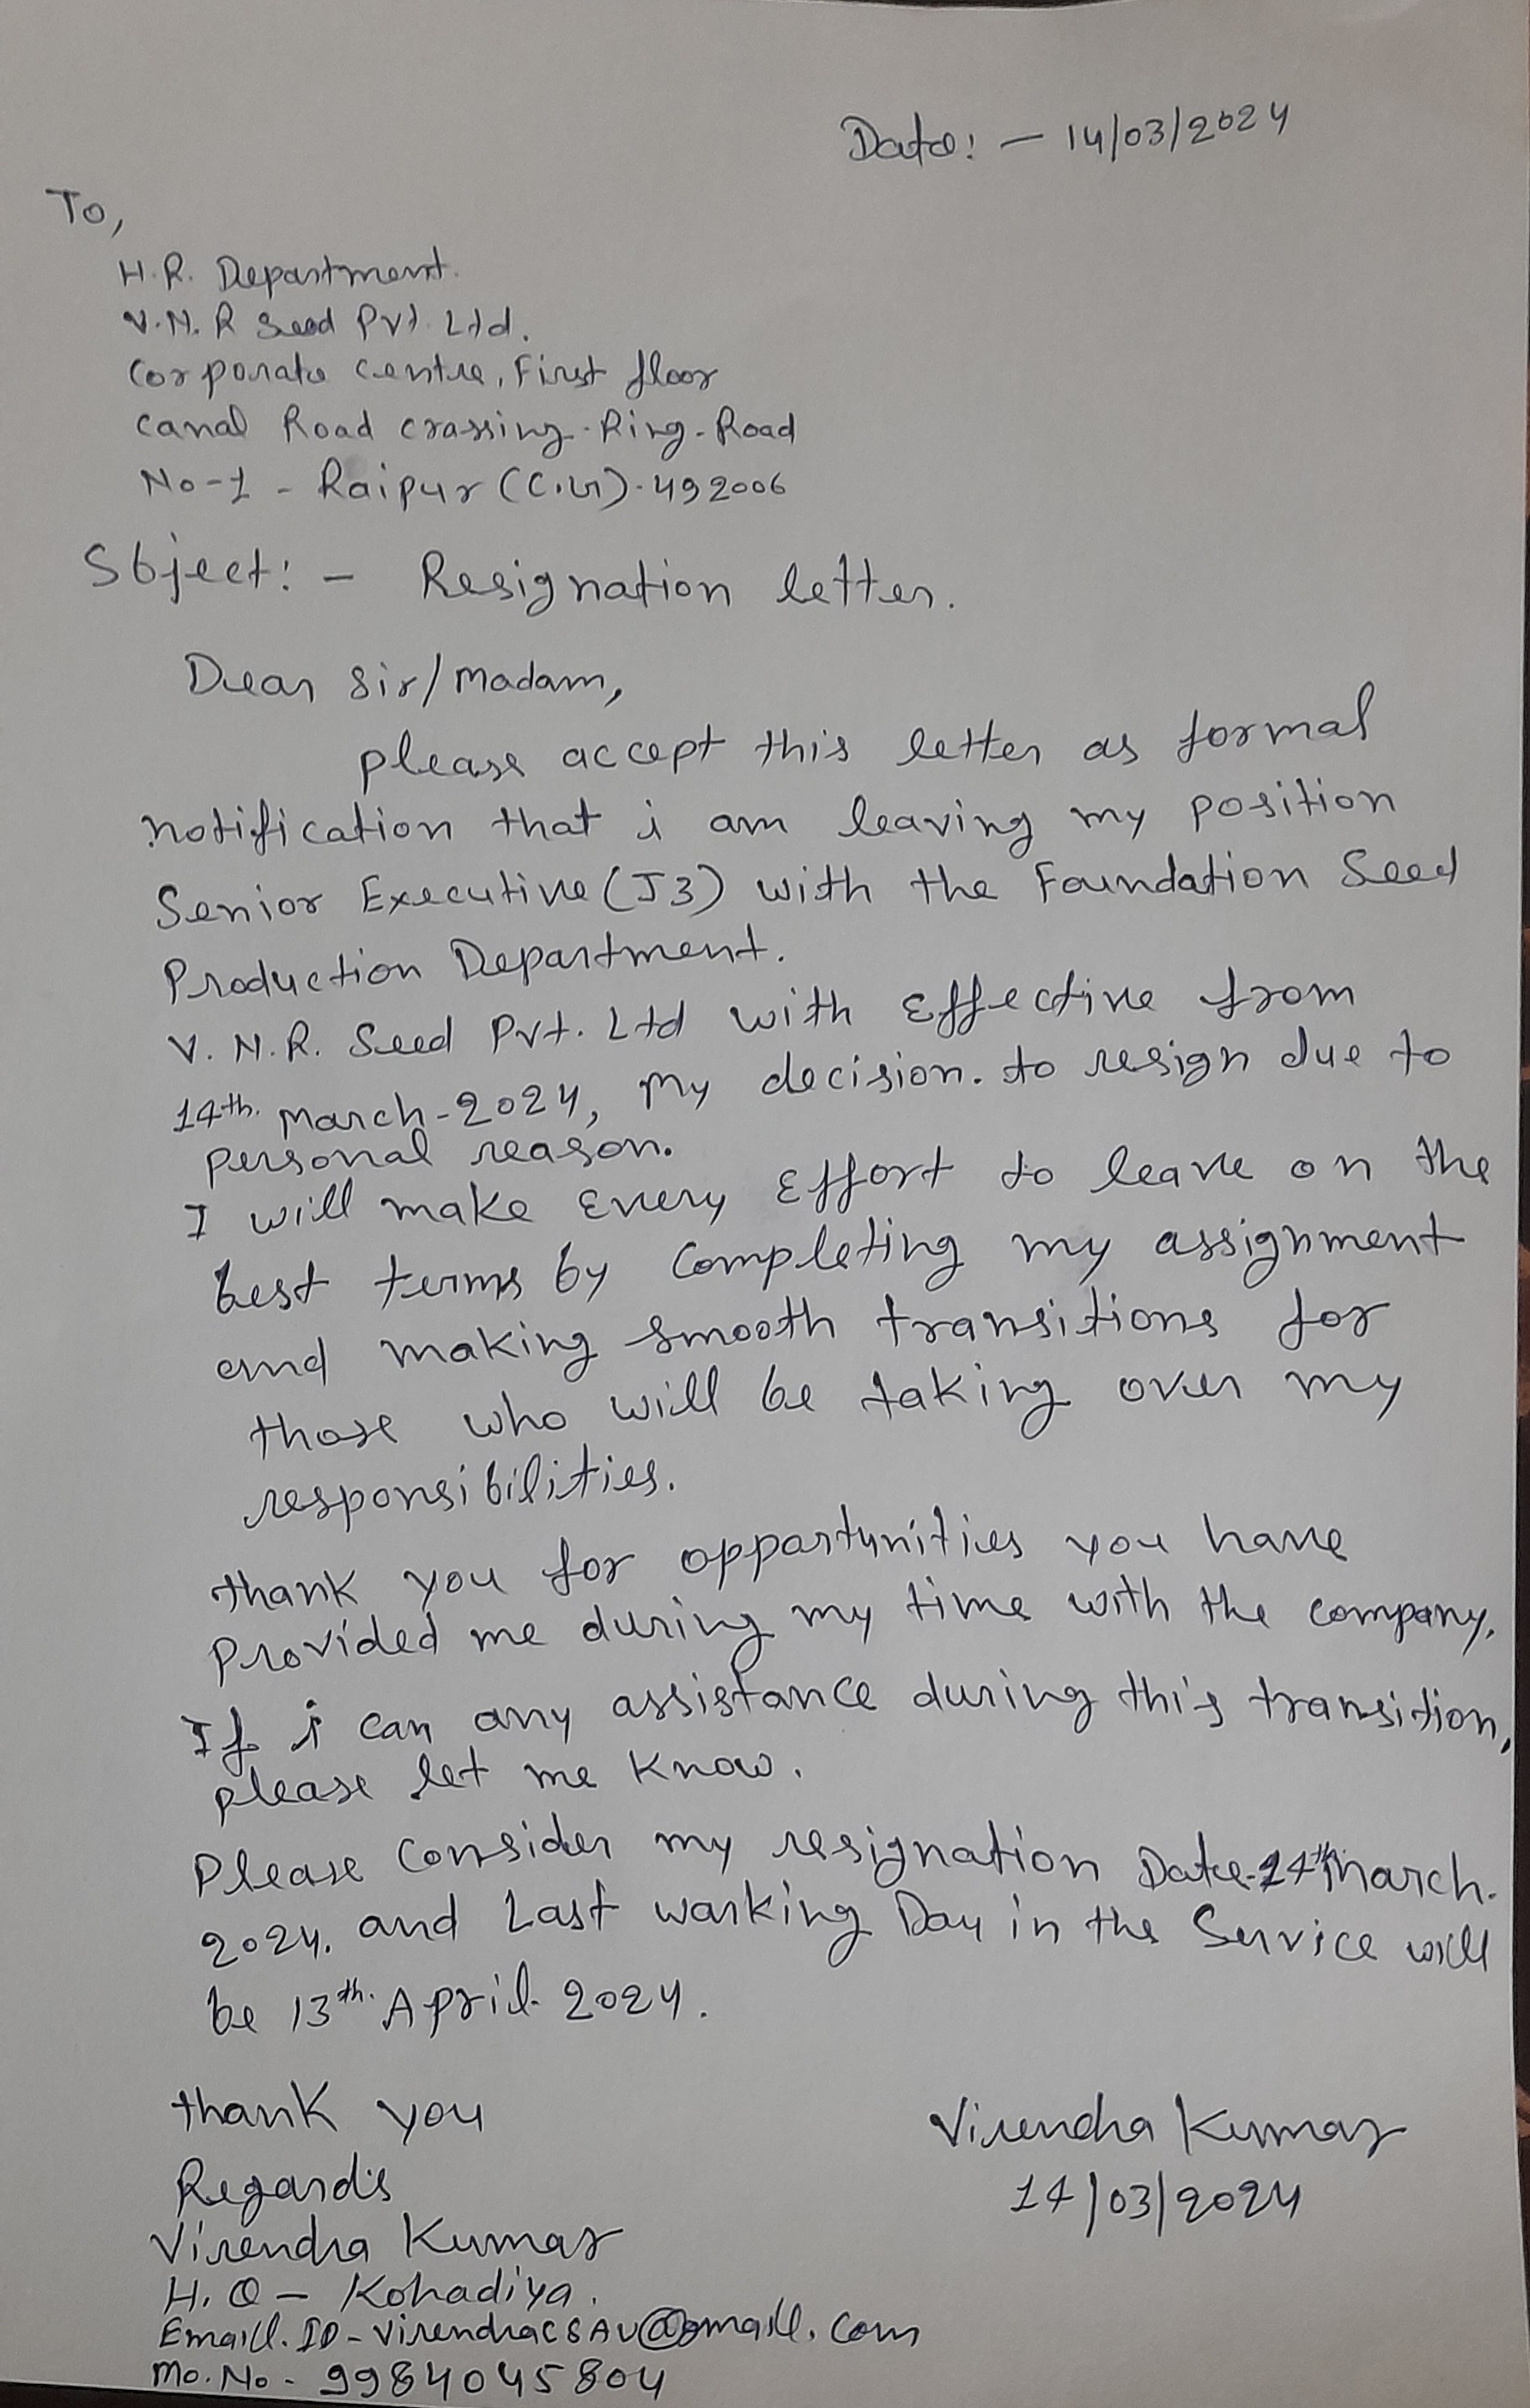 Date: - 14/03/2024
To,
H.R. Department.
V.N.R Seed Pvt. Ltd.
Corporate Centre, First floor
Canal Road crassing - Ring - Road
No-1 - Raipur (C.G) - 492006
Sbject: - Resignation letter.
Dear Sir/Madam,
please accept this letter as formal
notification that i am leaving my position
Senior Executive (J3) with the Foundation Seed
Production Department.
V.N.R. Seed Pvt. Ltd with Effective from
14th. March-2024, My decision. to resign due to
personal reason.
I will make Every Effort to leave on the
best terms by Completing my assignment
and making smooth transitions for
those who will be taking over my
responsibilities.
thank you for oppartunities you have
Provided me during my time with the company.
If i can any assistance during this transition,
please let me Know.
Please Consider my resignation Date-14th March.
2024. and Last warking Day in the Service will
be 13th. April. 2024.
thank you
Virendra Kumar
14/03/2024
Regard's
Virendra Kumar
H.Q - Kohadiya.
Emaill. ID - VirendracSAU@Gmaill. Com
Mo. No - 9984045804